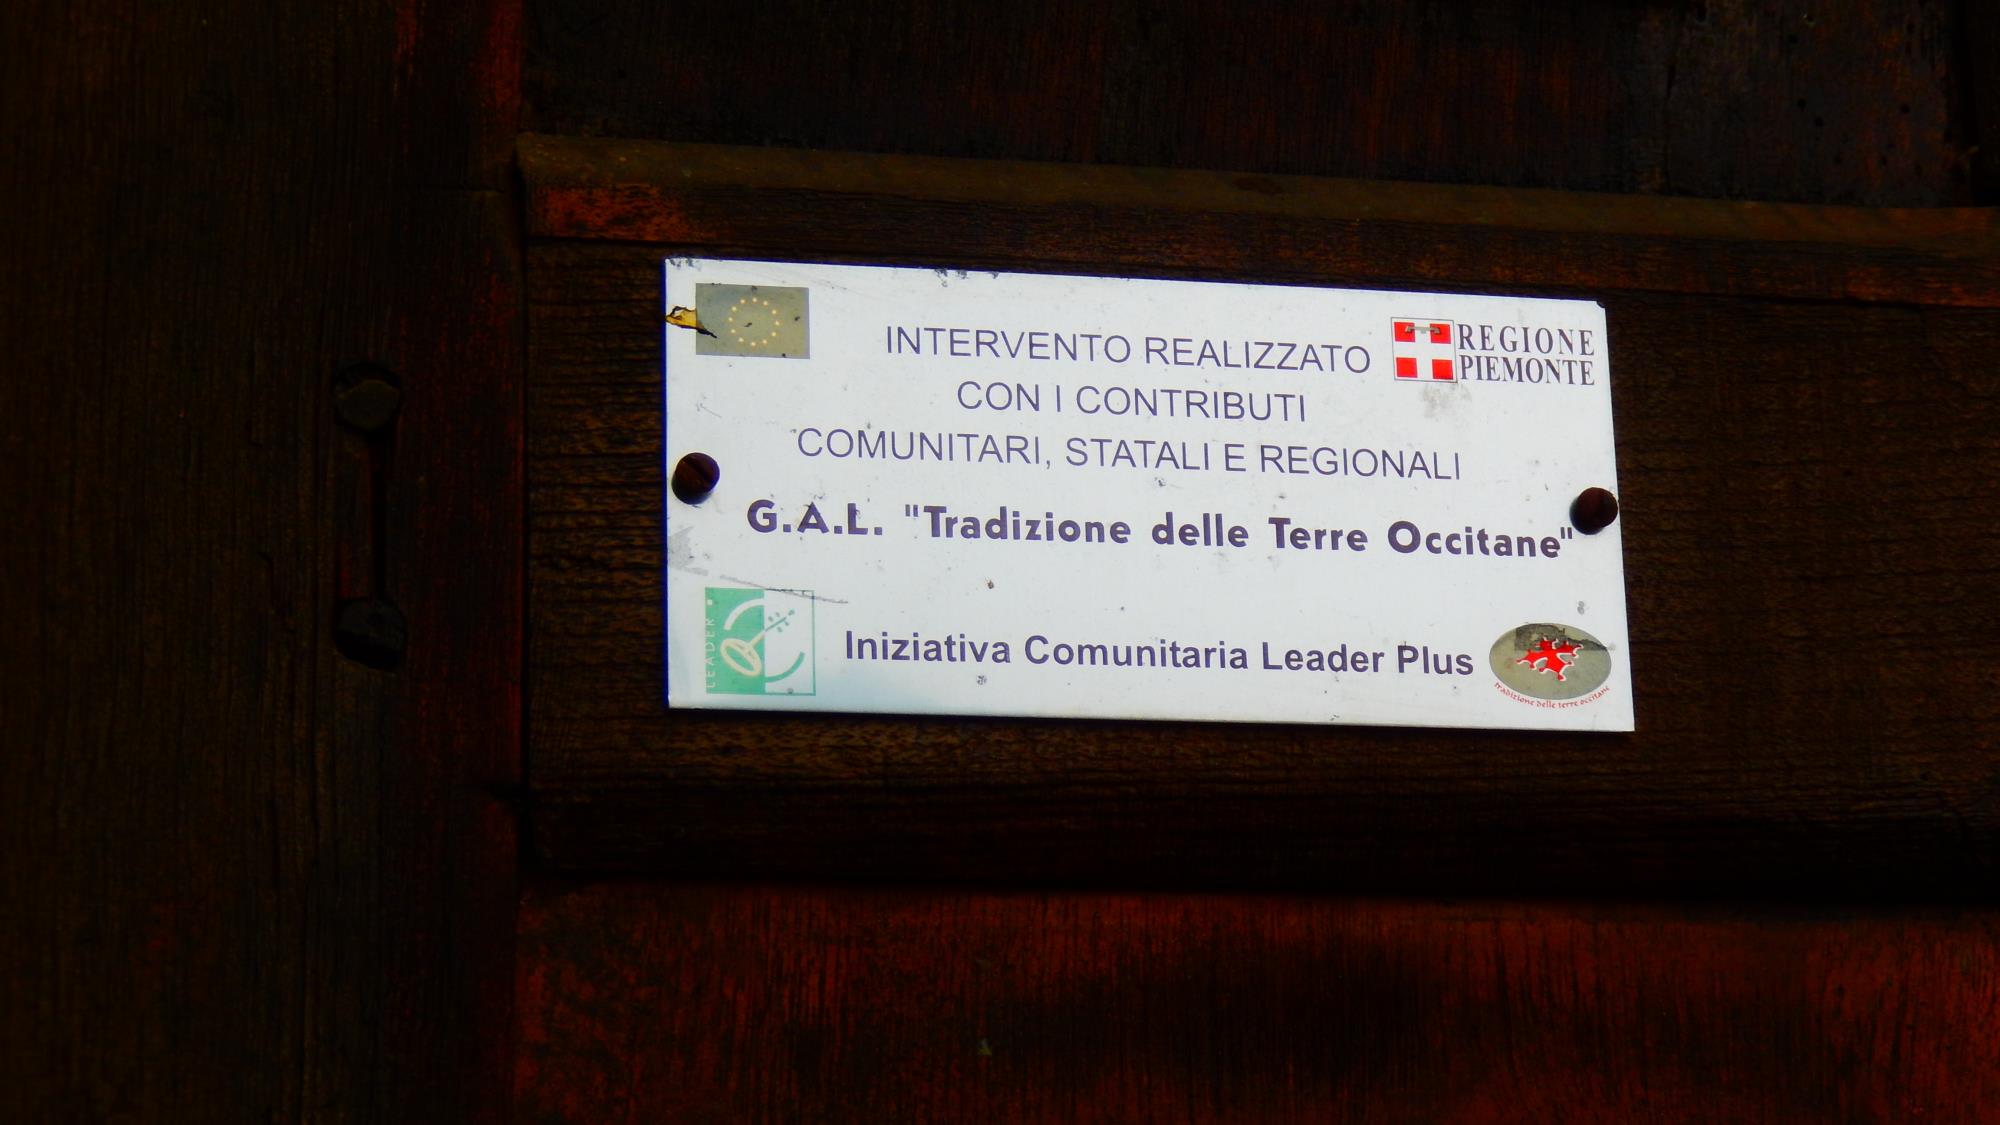 INTERVENTO REALIZZATO
CON I CONTRIBUTI
COMUNITARI, STATALI E REGIONALI
REGIONE
PIEMONTE
G.A.L. "Tradizione delle Terre Occitane"
LEADER
Iniziativa Comunitaria Leader Plus
Tradizione delle terre occitane